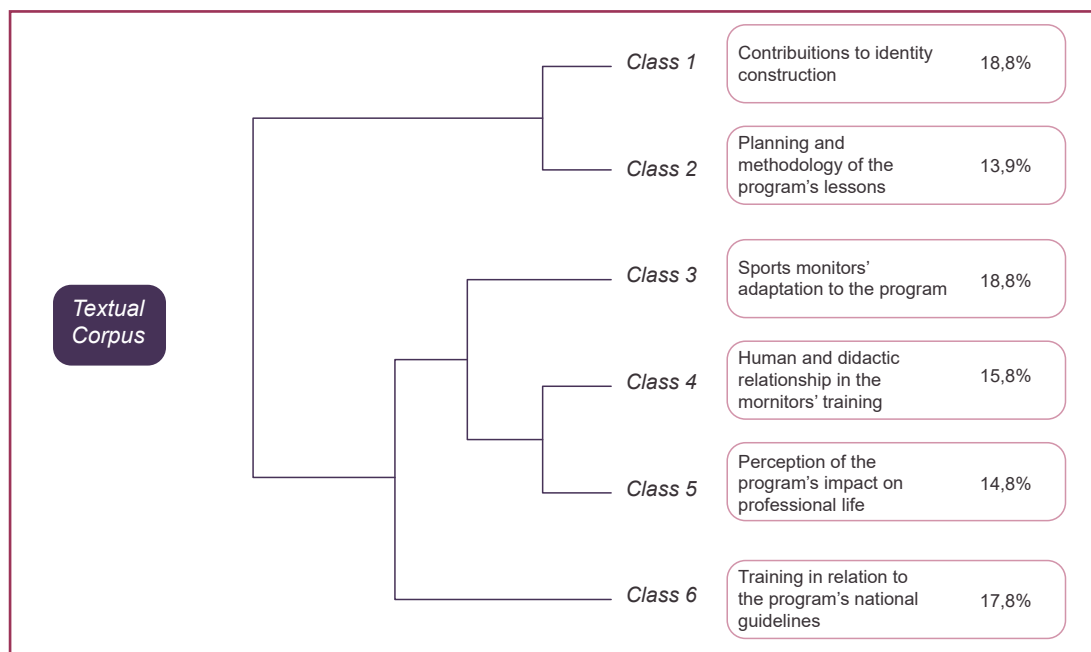 Class 1
Contribuitions to identity
construction
18,8%
Class 2
Planning and
methodology of the
program's lessons
13,9%
Class 3
Sports monitors'
adaptation to the program
18,8%
Textual
Corpus
Class 4
Human and didactic
relationship in the
mornitors' training
15,8%
Class 5
Perception of the
program's impact on
professional life
14,8%
Class 6
Training in relation to
the program's national
guidelines
17,8%